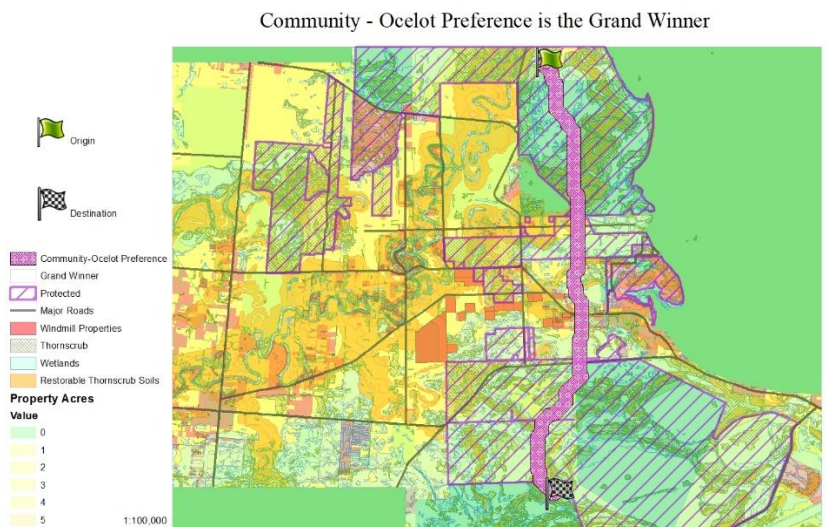 Community - Ocelot Preference is the Grand Winner
Origin
Destination
Community-Ocelot Preference
Grand Winner
Protected
Major Roads
Windmill Properties
Thornscrub
Wetlands
Restorable Thornscrub Soils
Property Acres
Value
0
1
2
3
4
5
1:100,000